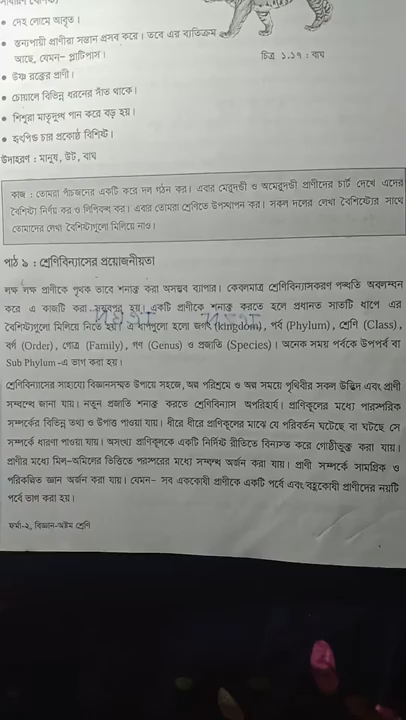 • দেহ লোমে আবৃত।
• স্তন্যপায়ী প্রাণীরা সন্তান প্রসব করে। তবে এর ব্যতিক্রম
আছে, যেমন– প্লাটিপাস।
চিত্র ১.১৭ : বাঘ
• উষ্ণ রক্তের প্রাণী।
• চোয়ালে বিভিন্ন ধরনের দাঁত থাকে।
• শিশুরা মাতৃদুগ্ধ পান করে বড় হয়।
• হৃৎপিণ্ড চার প্রকোষ্ঠ বিশিষ্ট।
উদাহরণ : মানুষ, উট, বাঘ
কাজ : তোমরা পাঁচজনের একটি করে দল গঠন কর। এবার মেরুদণ্ডী ও অমেরুদণ্ডী প্রাণীদের চার্ট দেখে এদের
বৈশিষ্ট্য নির্ণয় কর ও লিপিবদ্ধ কর। এবার তোমরা শ্রেণিতে উপস্থাপন কর। সকল দলের লেখা বৈশিষ্ট্যের সাথে
তোমাদের লেখা বৈশিষ্ট্যগুলো মিলিয়ে নাও।
পাঠ ৯ : শ্রেণিবিন্যাসের প্রয়োজনীয়তা
লক্ষ লক্ষ প্রাণীকে পৃথক ভাবে শনাক্ত করা অসম্ভব ব্যাপার। কেবলমাত্র শ্রেণিবিন্যাসকরণ পদ্ধতি অবলম্বন
করে এ কাজটি করা সম্ভবপর হয়। একটি প্রাণীকে শনাক্ত করতে হলে প্রধানত সাতটি ধাপে এর
বৈশিষ্ট্যগুলো মিলিয়ে নিতে হয়। এ ধাপগুলো হলো জগৎ (kingdom), পর্ব (Phylum), শ্রেণি (Class),
বর্গ (Order), গোত্র (Family), গণ (Genus) ও প্রজাতি (Species)। অনেক সময় পর্বকে উপপর্ব বা
Sub Phylum-এ ভাগ করা হয়।
শ্রেণিবিন্যাসের সাহায্যে বিজ্ঞানসম্মত উপায়ে সহজে, অল্প পরিশ্রমে ও অল্প সময়ে পৃথিবীর সকল উদ্ভিদ এবং প্রাণী
সম্বন্ধে জানা যায়। নতুন প্রজাতি শনাক্ত করতে শ্রেণিবিন্যাস অপরিহার্য। প্রাণিকূলের মধ্যে পারস্পরিক
সম্পর্কের বিভিন্ন তথ্য ও উপাত্ত পাওয়া যায়। ধীরে ধীরে প্রাণিকুলের মাঝে যে পরিবর্তন ঘটেছে বা ঘটছে সে
সম্পর্কে ধারণা পাওয়া যায়। অসংখ্য প্রাণিকূলকে একটি নির্দিষ্ট রীতিতে বিন্যস্ত করে গোষ্ঠীভুক্ত করা যায়।
প্রাণীর মধ্যে মিল-অমিলের ভিত্তিতে পরস্পরের মধ্যে সম্বন্ধ অর্জন করা যায়। প্রাণী সম্পর্কে সামগ্রিক ও
পরিকল্পিত জ্ঞান অর্জন করা যায়। যেমন– সব এককোষী প্রাণীকে একটি পর্বে এবং বহুকোষী প্রাণীদের নয়টি
পর্বে ভাগ করা হয়।
ফর্মা-২, বিজ্ঞান-অষ্টম শ্রেণি